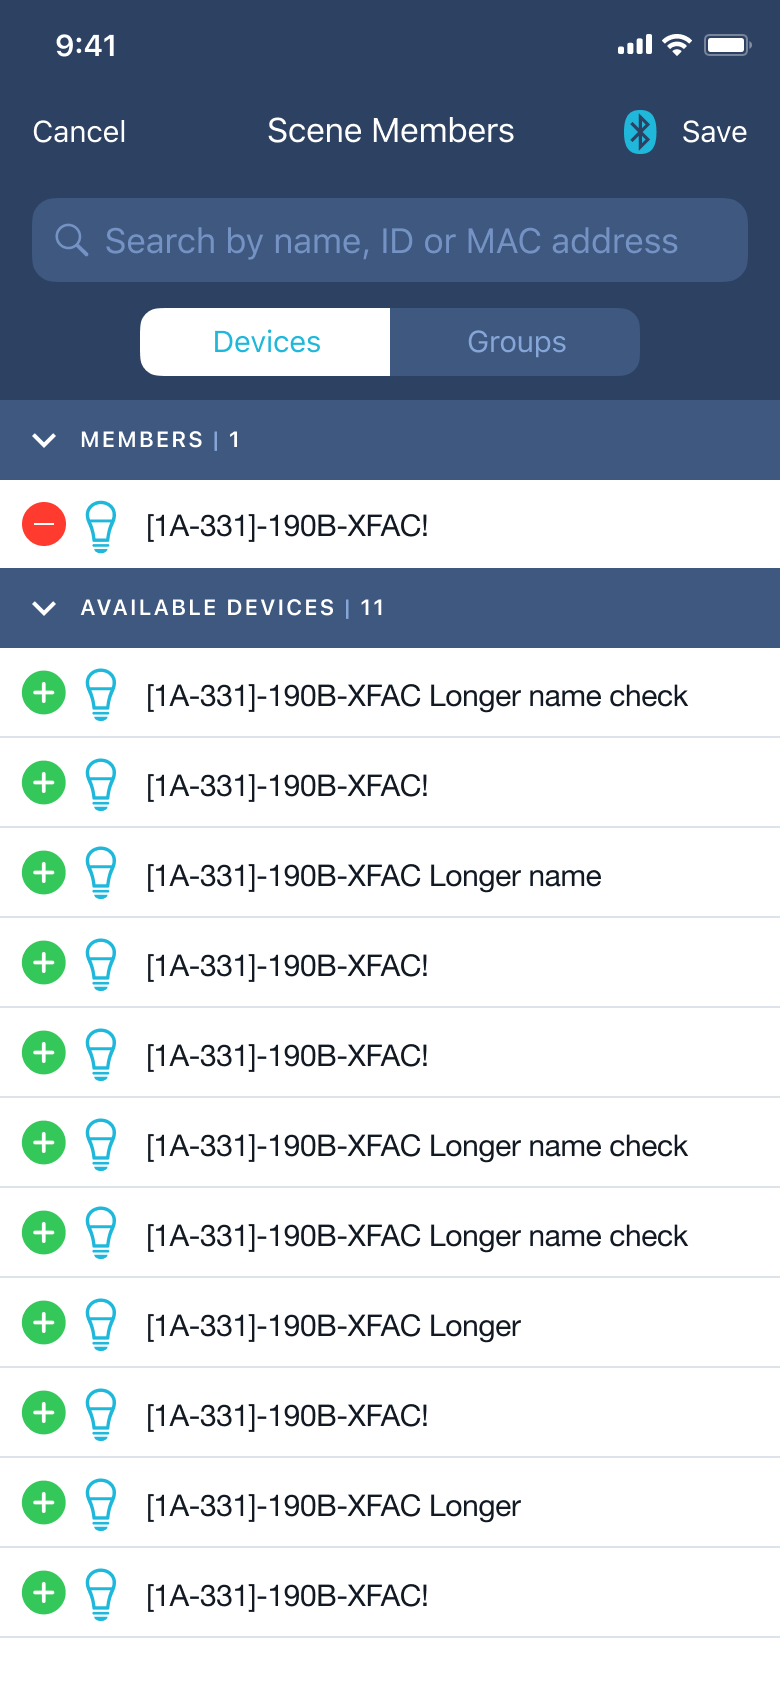 9:41
Cancel Scene Members Save
Search by name, ID or MAC address
Devices Groups
MEMBERS | 1
[1A-331]-190B-XFAC!
AVAILABLE DEVICES | 11
[1A-331]-190B-XFAC Longer name check
[1A-331]-190B-XFAC!
[1A-331]-190B-XFAC Longer name
[1A-331]-190B-XFAC!
[1A-331]-190B-XFAC!
[1A-331]-190B-XFAC Longer name check
[1A-331]-190B-XFAC Longer name check
[1A-331]-190B-XFAC Longer
[1A-331]-190B-XFAC!
[1A-331]-190B-XFAC Longer
[1A-331]-190B-XFAC!